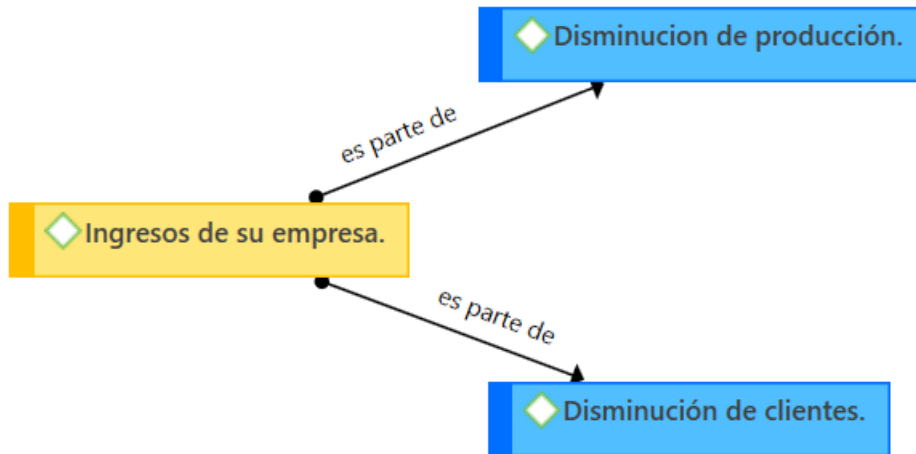 Disminucion de producción.
es parte de
Ingresos de su empresa.
es parte de
Disminución de clientes.